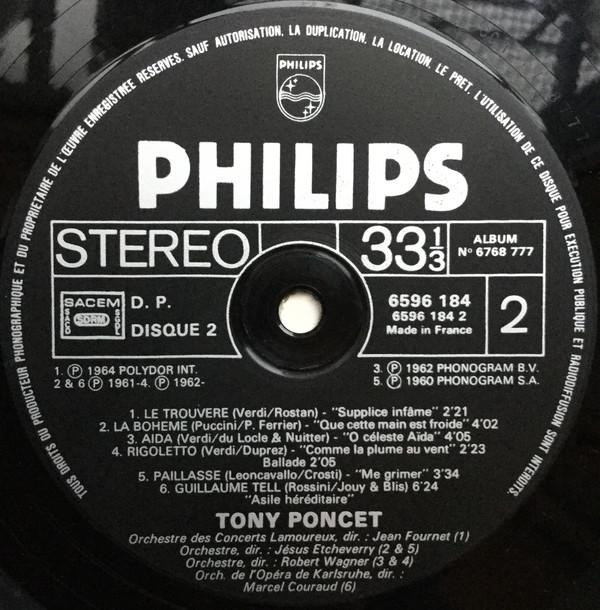 TOUS DROITS DU PRODUCTEUR PHONOGRAPHIQUE ET DU PROPRIETAIRE DE L'ŒUVRE ENREGISTREE RESERVES. SAUF AUTORISATION, LA DUPLICATION, LA LOCATION, LE PRET, L'UTILISATION DE CE DISQUE POUR EXECUTION PUBLIQUE ET RADIODIFFUSION SONT INTERDITS
PHILIPS
PHILIPS
STEREO
33 1/3
ALBUM
N° 6768 777
SACEM
SACD SDRM SGDL
D. P.
DISQUE 2
6596 184
6596 184 2
Made in France
2
1. Ⓟ 1964 POLYDOR INT.
2 & 6 Ⓟ 1961-4. Ⓟ 1962-
3. Ⓟ 1962 PHONOGRAM B.V.
5. Ⓟ 1960 PHONOGRAM S.A.
1. LE TROUVERE (Verdi/Rostan) - "Supplice infâme" 2'21
2. LA BOHEME (Puccini/P. Ferrier) - "Que cette main est froide" 4'02
3. AIDA (Verdi/du Locle & Nuitter) - "O céleste Aïda" 4'05
4. RIGOLETTO (Verdi/Duprez) - "Comme la plume au vent" 2'23
Ballade 2'05
5. PAILLASSE (Leoncavallo/Crosti) - "Me grimer" 3'34
6. GUILLAUME TELL (Rossini/Jouy & Blis) 6'24
"Asile héréditaire"
TONY PONCET
Orchestre des Concerts Lamoureux, dir. : Jean Fournet (1)
Orchestre, dir. : Jésus Etcheverry (2 & 5)
Orchestre, dir. : Robert Wagner (3 & 4)
Orch. de l'Opéra de Karlsruhe, dir. :
Marcel Couraud (6)